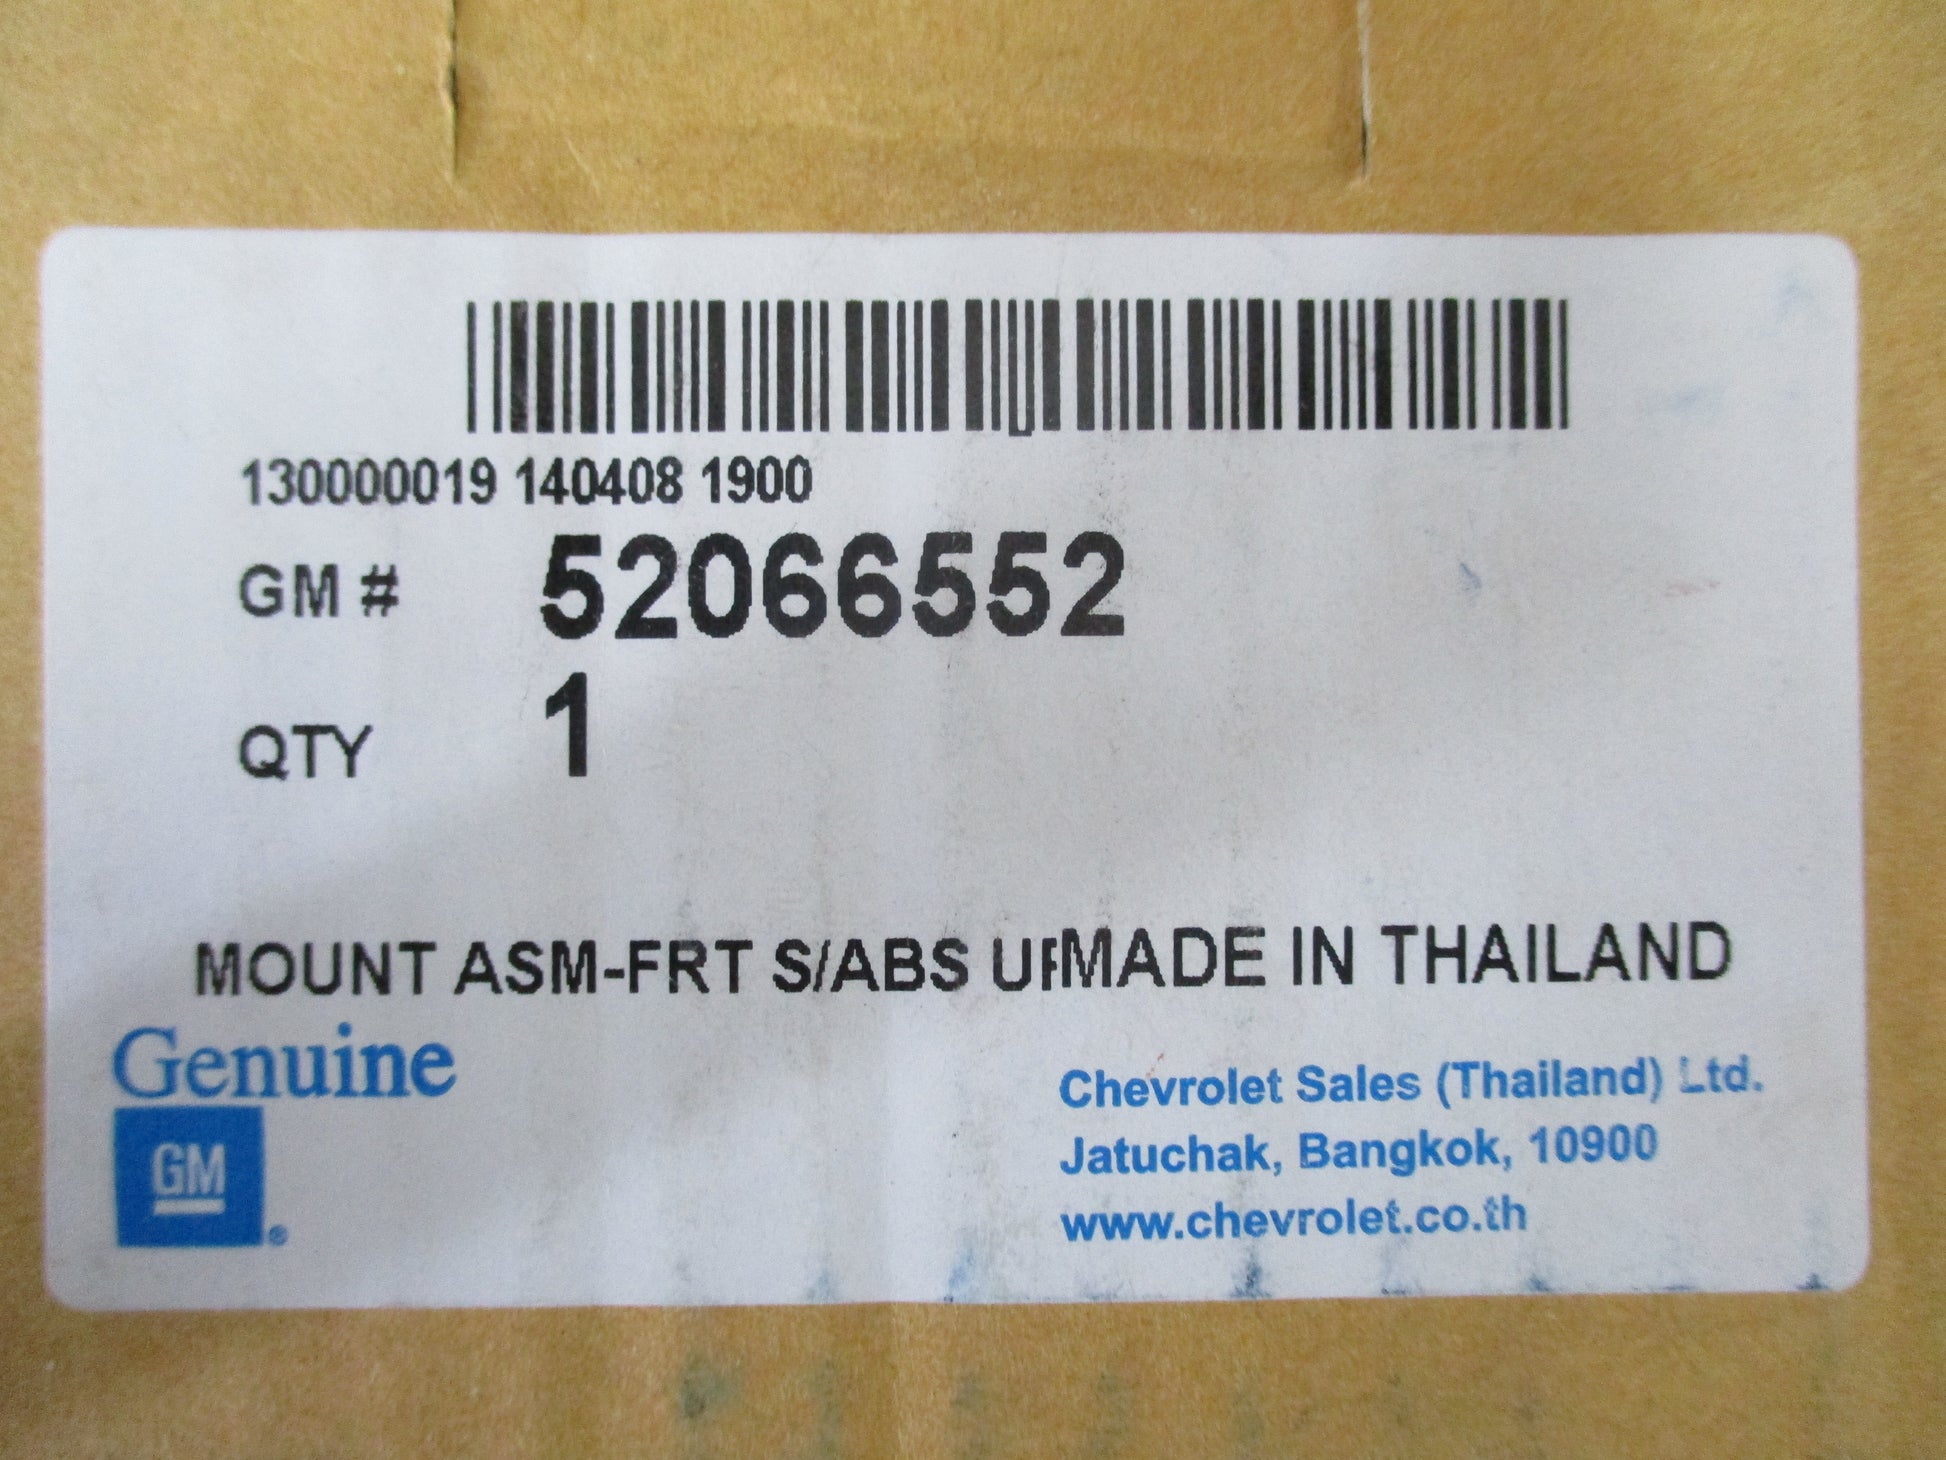 130000019 140408 1900
GM # 52066552
QTY 1
MOUNT ASM-FRT S/ABS MADE IN THAILAND
Genuine
GM
®
Chevrolet Sales (Thailand) Ltd.
Jatuchak, Bangkok, 10900
www.chevrolet.co.th